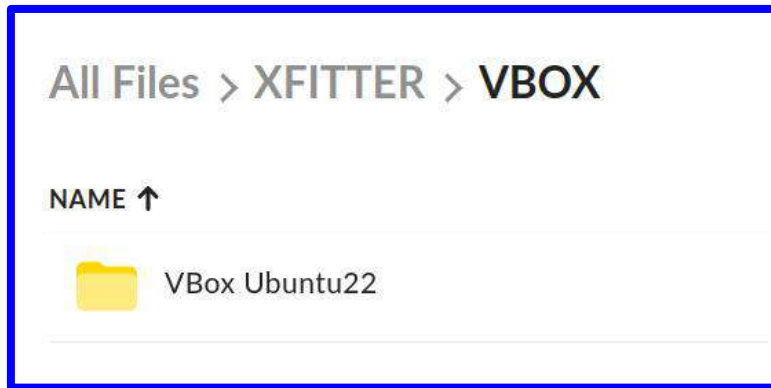 All Files > XFITTER > VBOX
NAME ↑
VBox Ubuntu22